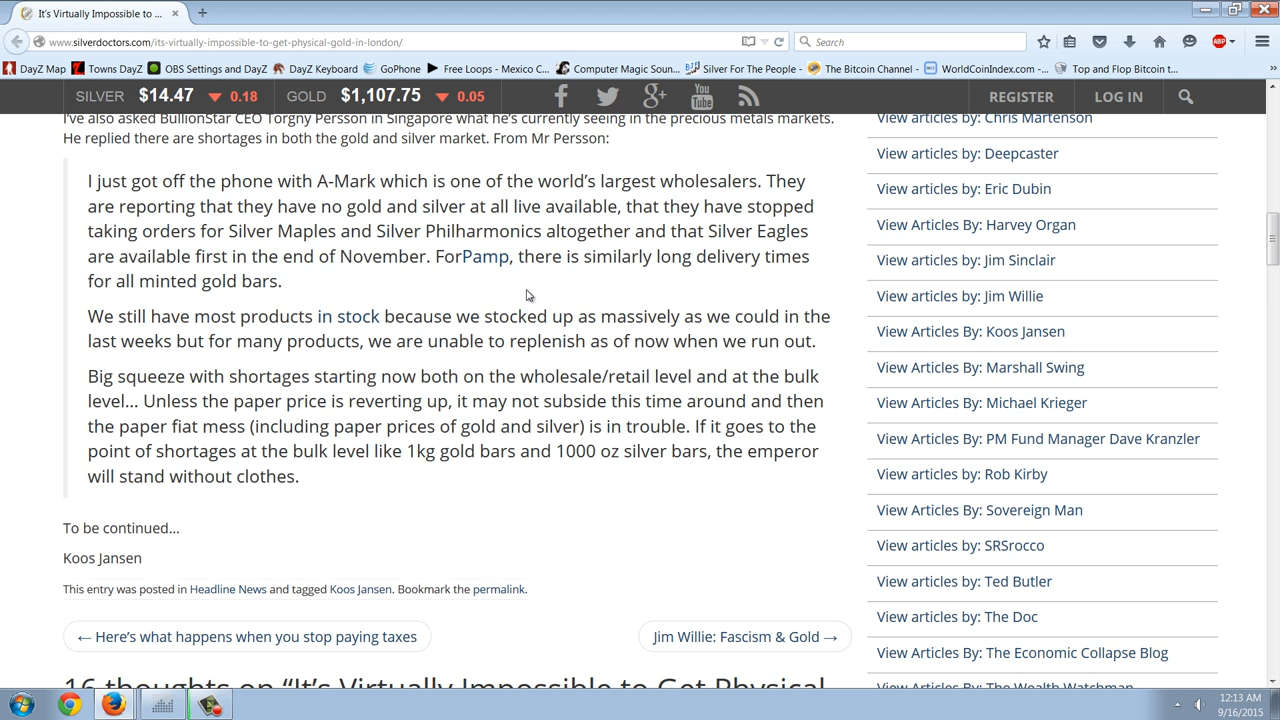 It's Virtually Impossible to ...
www.silverdoctors.com/its-virtually-impossible-to-get-physical-gold-in-london/
Search
ABP
DayZ Map
Towns DayZ
OBS Settings and DayZ
DayZ Keyboard
GoPhone
Free Loops - Mexico C...
Computer Magic Soun...
Silver For The People - ...
The Bitcoin Channel - ...
WorldCoinIndex.com -...
Top and Flop Bitcoin t...
SILVER $14.47 0.18 GOLD $1,107.75 0.05
REGISTER
LOG IN
I've also asked BullionStar CEO Torgny Persson in Singapore what he's currently seeing in the precious metals markets.
He replied there are shortages in both the gold and silver market. From Mr Persson:
I just got off the phone with A-Mark which is one of the world's largest wholesalers. They
are reporting that they have no gold and silver at all live available, that they have stopped
taking orders for Silver Maples and Silver Philharmonics altogether and that Silver Eagles
are available first in the end of November. ForPamp, there is similarly long delivery times
for all minted gold bars.
We still have most products in stock because we stocked up as massively as we could in the
last weeks but for many products, we are unable to replenish as of now when we run out.
Big squeeze with shortages starting now both on the wholesale/retail level and at the bulk
level... Unless the paper price is reverting up, it may not subside this time around and then
the paper fiat mess (including paper prices of gold and silver) is in trouble. If it goes to the
point of shortages at the bulk level like 1kg gold bars and 1000 oz silver bars, the emperor
will stand without clothes.
To be continued...
Koos Jansen
This entry was posted in Headline News and tagged Koos Jansen. Bookmark the permalink.
← Here's what happens when you stop paying taxes
Jim Willie: Fascism & Gold →
16 thoughts on "It's Virtually Impossible to Get Physical
View articles by: Chris Martenson
View articles by: Deepcaster
View articles by: Eric Dubin
View Articles By: Harvey Organ
View articles by: Jim Sinclair
View articles by: Jim Willie
View Articles By: Koos Jansen
View articles by: Marshall Swing
View Articles By: Michael Krieger
View Articles By: PM Fund Manager Dave Kranzler
View articles by: Rob Kirby
View Articles By: Sovereign Man
View articles by: SRSrocco
View articles by: Ted Butler
View articles by: The Doc
View Articles By: The Economic Collapse Blog
View Articles By: The Wealth Watchman
12:13 AM
9/16/2015